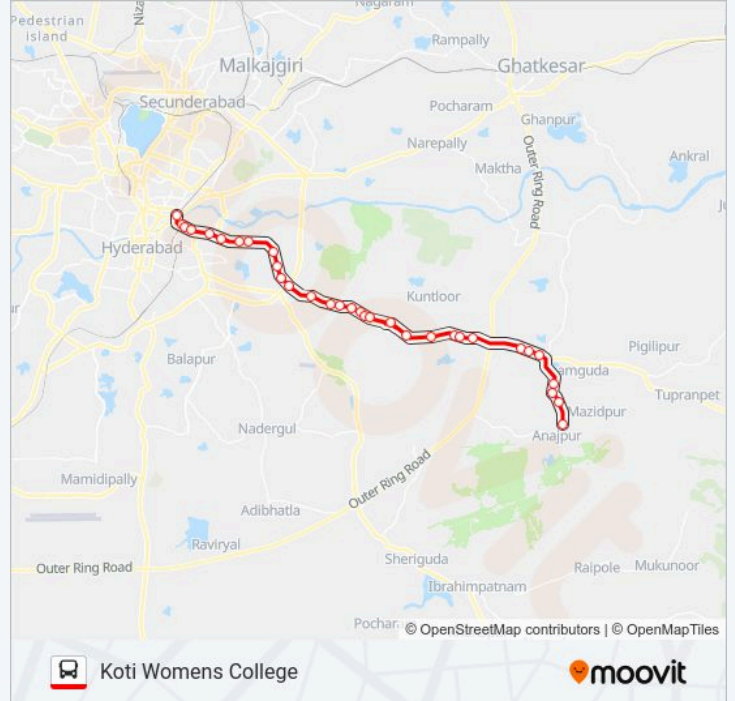 Nagaram
Pedestrian
island
Niza
Rampally
Malkajgiri
Ghatkesar
Secunderabad
Pocharam
Ghanpur
Narepally
Ankral
Maktha
Outer Ring Road
Hyderabad
Kuntloor
Balapur
Pigilipur
amguda
Tupranpet
Mazidpur
Nadergul
Anajpur
Mamidipally
Outer Ring Road
Adibhatla
Raviryal
Sheriguda
Outer Ring Road
Raipole
Mukunoor
Ibrahimpatnam
Pochar
© OpenStreetMap contributors | © OpenMapTiles
Koti Womens College
moovit